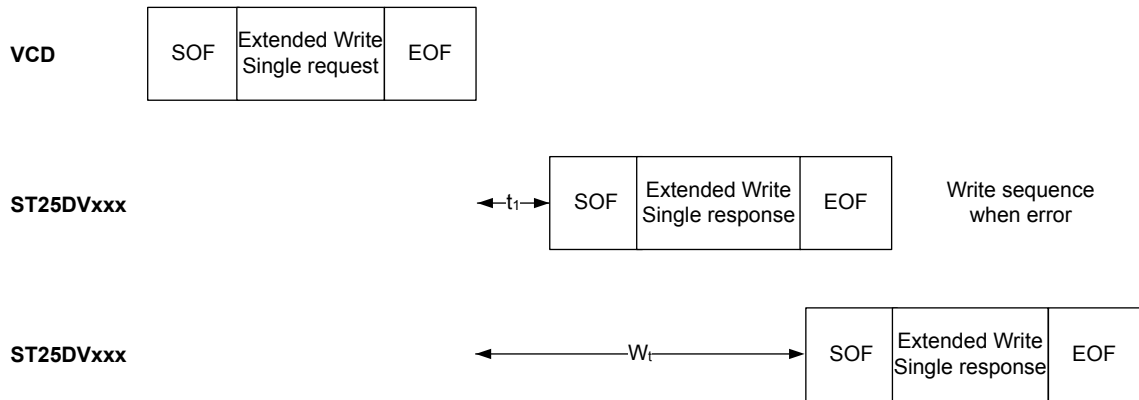 VCD
SOF
Extended Write
Single request
EOF
ST25DVxxx
t1
SOF
Extended Write
Single response
EOF
Write sequence
when error
ST25DVxxx
Wt
SOF
Extended Write
Single response
EOF